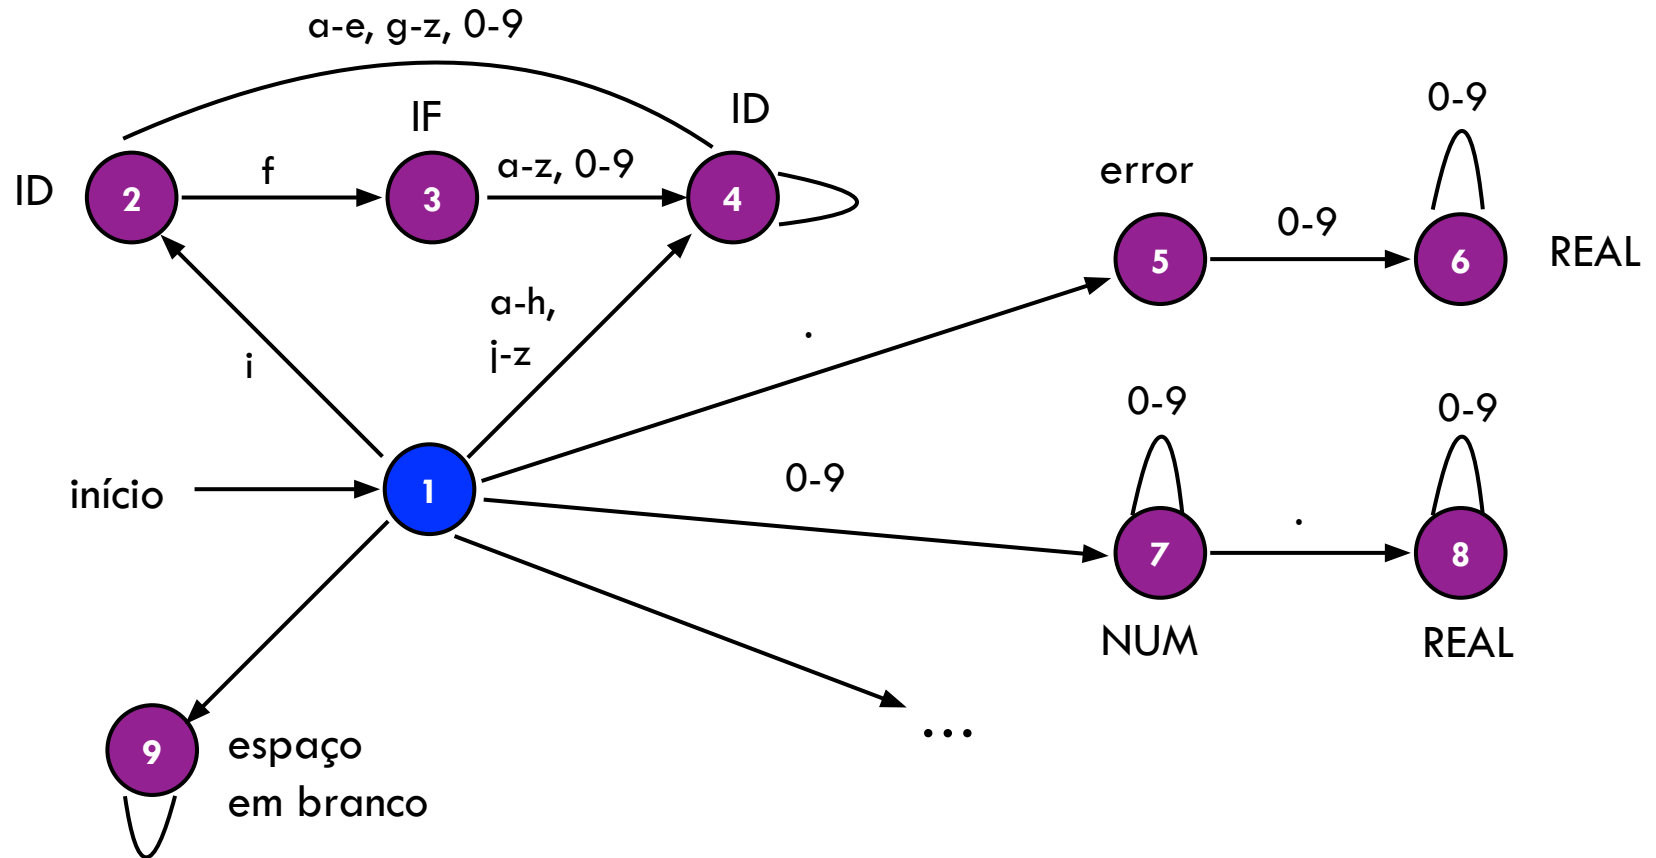 a-e, g-z, 0-9
IF
ID
0-9
ID
2
f
3
a-z, 0-9
4
error
5
0-9
6
REAL
i
a-h,
j-z
.
início
1
0-9
0-9
0-9
7
.
8
NUM
REAL
9
espaço
em branco
...